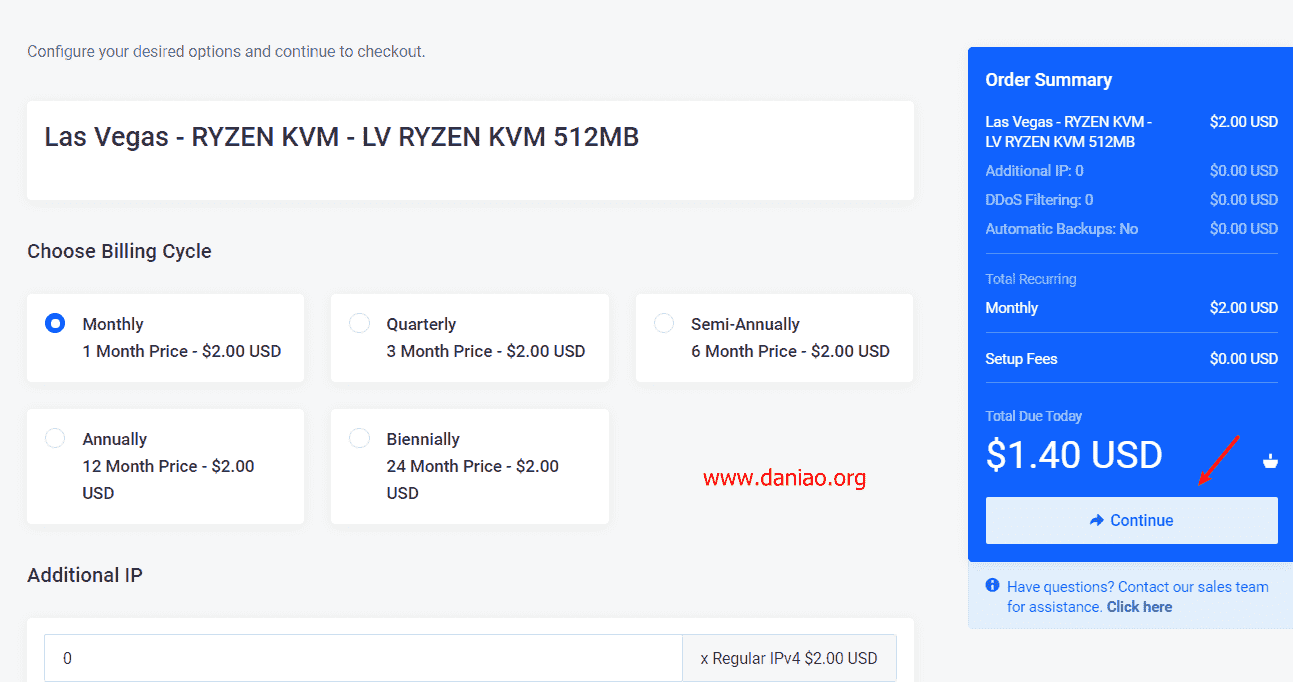 Configure your desired options and continue to checkout.
Las Vegas - RYZEN KVM - LV RYZEN KVM 512MB
Choose Billing Cycle
Monthly
1 Month Price - $2.00 USD
Quarterly
3 Month Price - $2.00 USD
Semi-Annually
6 Month Price - $2.00 USD
Annually
12 Month Price - $2.00
USD
Biennially
24 Month Price - $2.00
USD
www.daniao.org
Additional IP
0
x Regular IPv4 $2.00 USD
Order Summary
Las Vegas - RYZEN KVM - $2.00 USD
LV RYZEN KVM 512MB
Additional IP: 0 $0.00 USD
DDoS Filtering: 0 $0.00 USD
Automatic Backups: No $0.00 USD
Total Recurring
Monthly $2.00 USD
Setup Fees $0.00 USD
Total Due Today
$1.40 USD
Continue
Have questions? Contact our sales team
for assistance. Click here